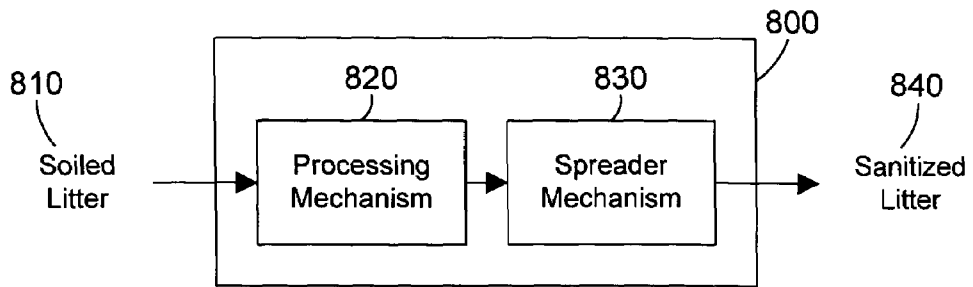 800
810
820
830
840
Soiled
Litter
Processing
Mechanism
Spreader
Mechanism
Sanitized
Litter